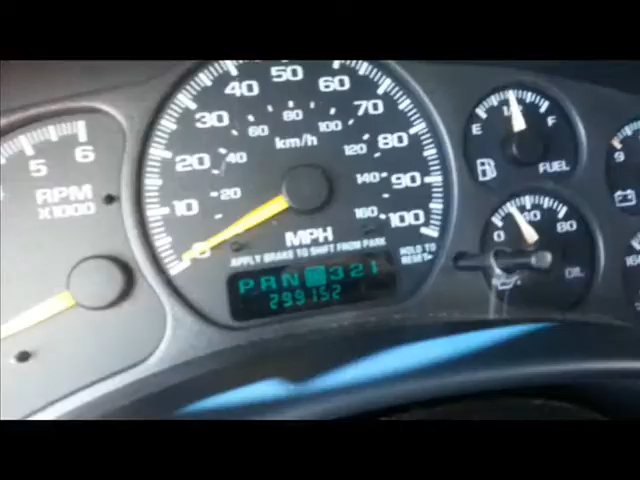 5 6
RPM
X1000
10 20 30 40 50 60 70 80 90 100
20 40 60 80 100 120 140 160
km/h
0
MPH
APPLY BRAKE TO SHIFT FROM PARK
HOLD TO
RESET
PRN 321
299152
E F
FUEL
0 40 80
OIL
9